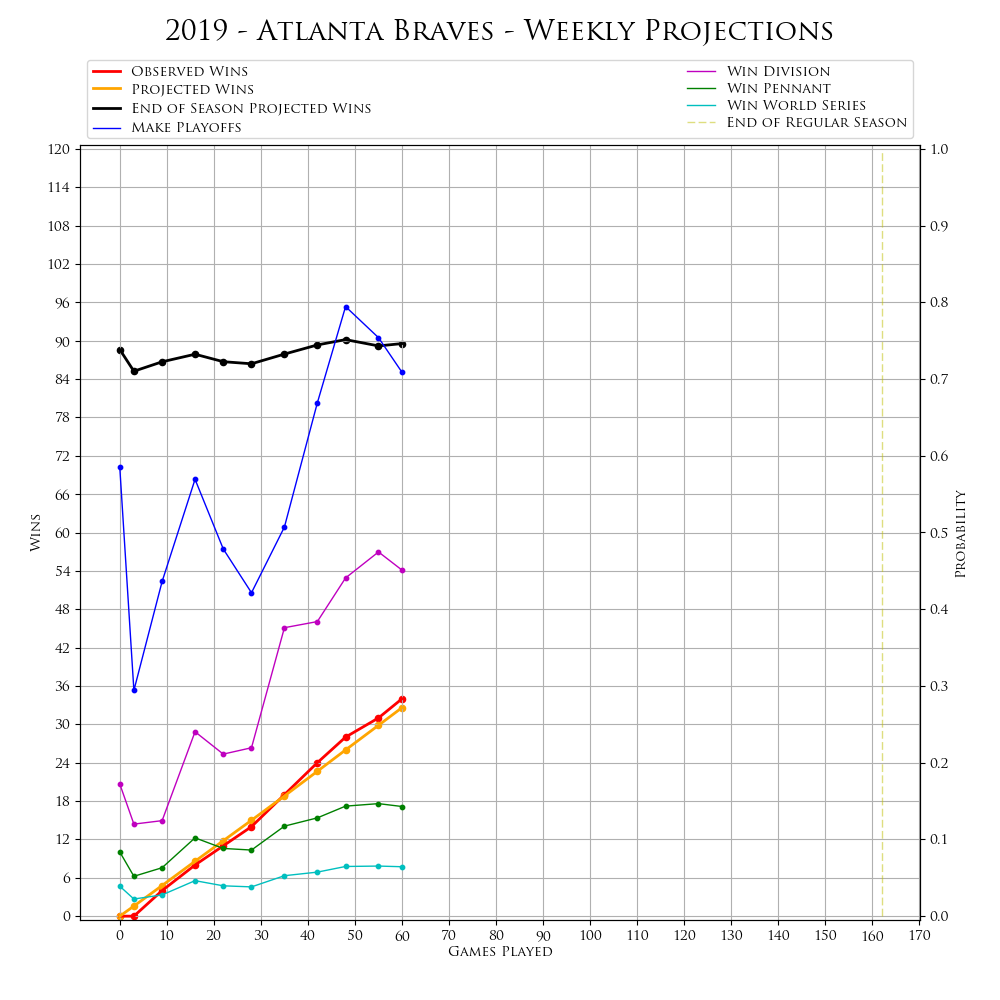 2019 - Atlanta Braves - Weekly Projections
Observed Wins
Projected Wins
End of Season Projected Wins
Make Playoffs
Win Division
Win Pennant
Win World Series
End of Regular Season
120
114
108
102
96
90
84
78
72
66
60
54
48
42
36
30
24
18
12
6
0
Wins
1.0
0.9
0.8
0.7
0.6
0.5
0.4
0.3
0.2
0.1
0.0
Probability
0 10 20 30 40 50 60 70 80 90 100 110 120 130 140 150 160 170
Games Played